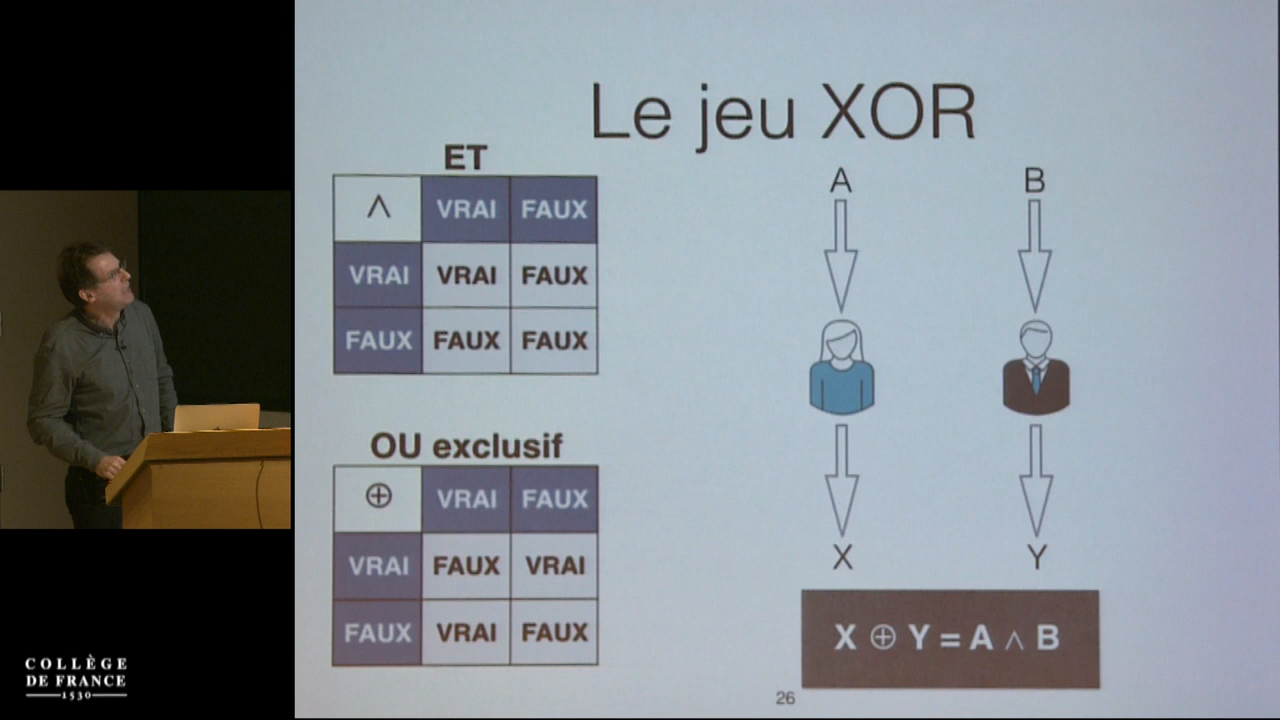 Le jeu XOR
ET
∧ VRAI FAUX
VRAI VRAI FAUX
FAUX FAUX FAUX
OU exclusif
⊕ VRAI FAUX
VRAI FAUX VRAI
FAUX VRAI FAUX
A B
X Y
X ⊕ Y = A ∧ B
26
COLLÈGE
DE FRANCE
1530